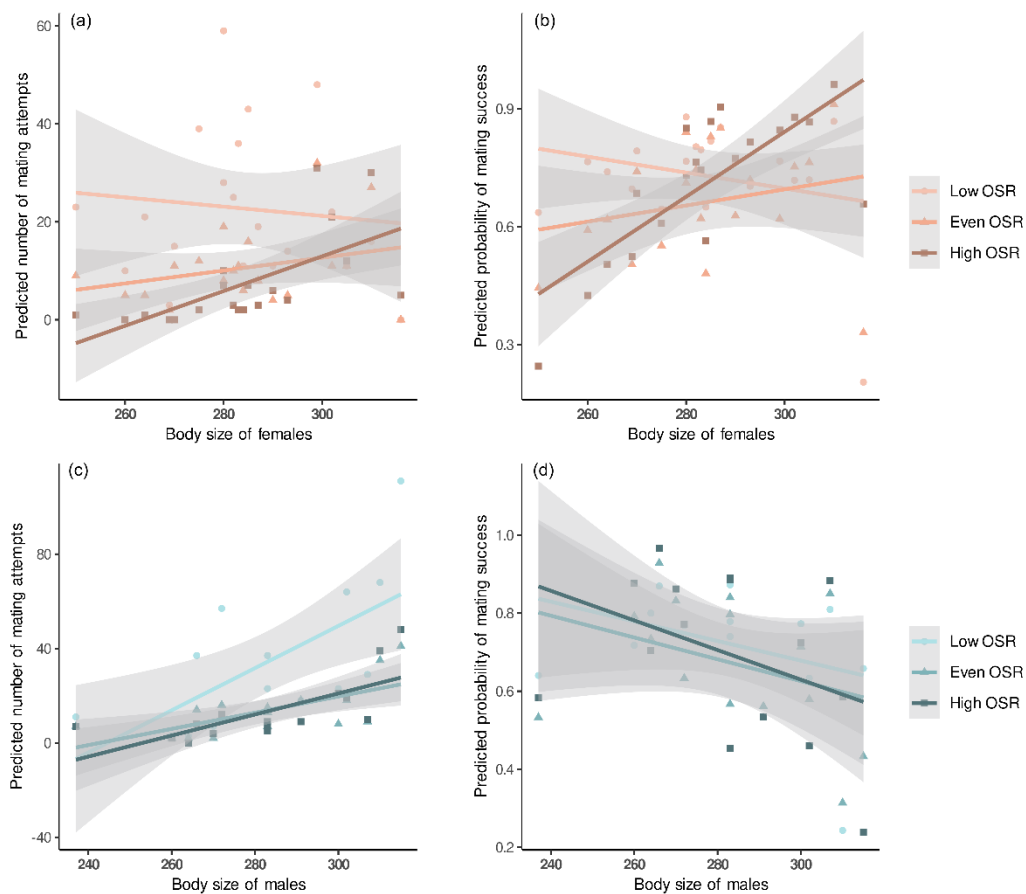 (a)
Predicted number of mating attempts
60
40
20
0
260
280
300
Body size of females
(b)
Predicted probability of mating success
0.9
0.6
0.3
260
280
300
Body size of females
Low OSR
Even OSR
High OSR
(c)
Predicted number of mating attempts
80
40
0
-40
240
260
280
300
Body size of males
(d)
Predicted probability of mating success
1.0
0.8
0.6
0.4
0.2
240
260
280
300
Body size of males
Low OSR
Even OSR
High OSR